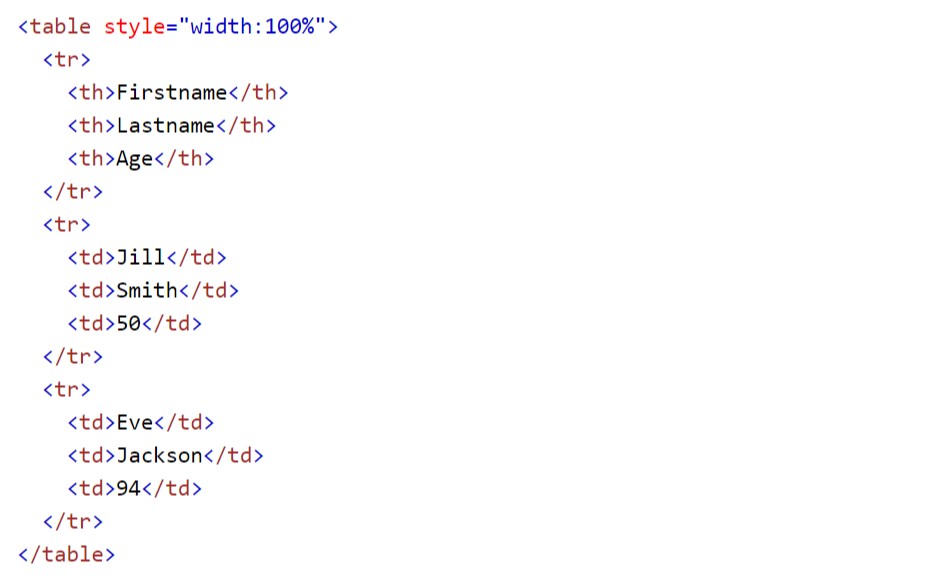 <table style="width:100%">
  <tr>
    <th>Firstname</th>
    <th>Lastname</th>
    <th>Age</th>
  </tr>
  <tr>
    <td>Jill</td>
    <td>Smith</td>
    <td>50</td>
  </tr>
  <tr>
    <td>Eve</td>
    <td>Jackson</td>
    <td>94</td>
  </tr>
</table>